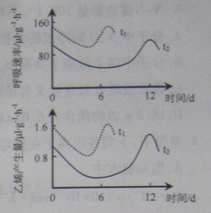 呼吸速率/μl·g⁻¹·h⁻¹
160
80
0
t₁
t₂
6
12
时间/d
乙烯产生量/μl·g⁻¹·h⁻¹
1.6
0.8
t₁
t₂
0
6
12
时间/d